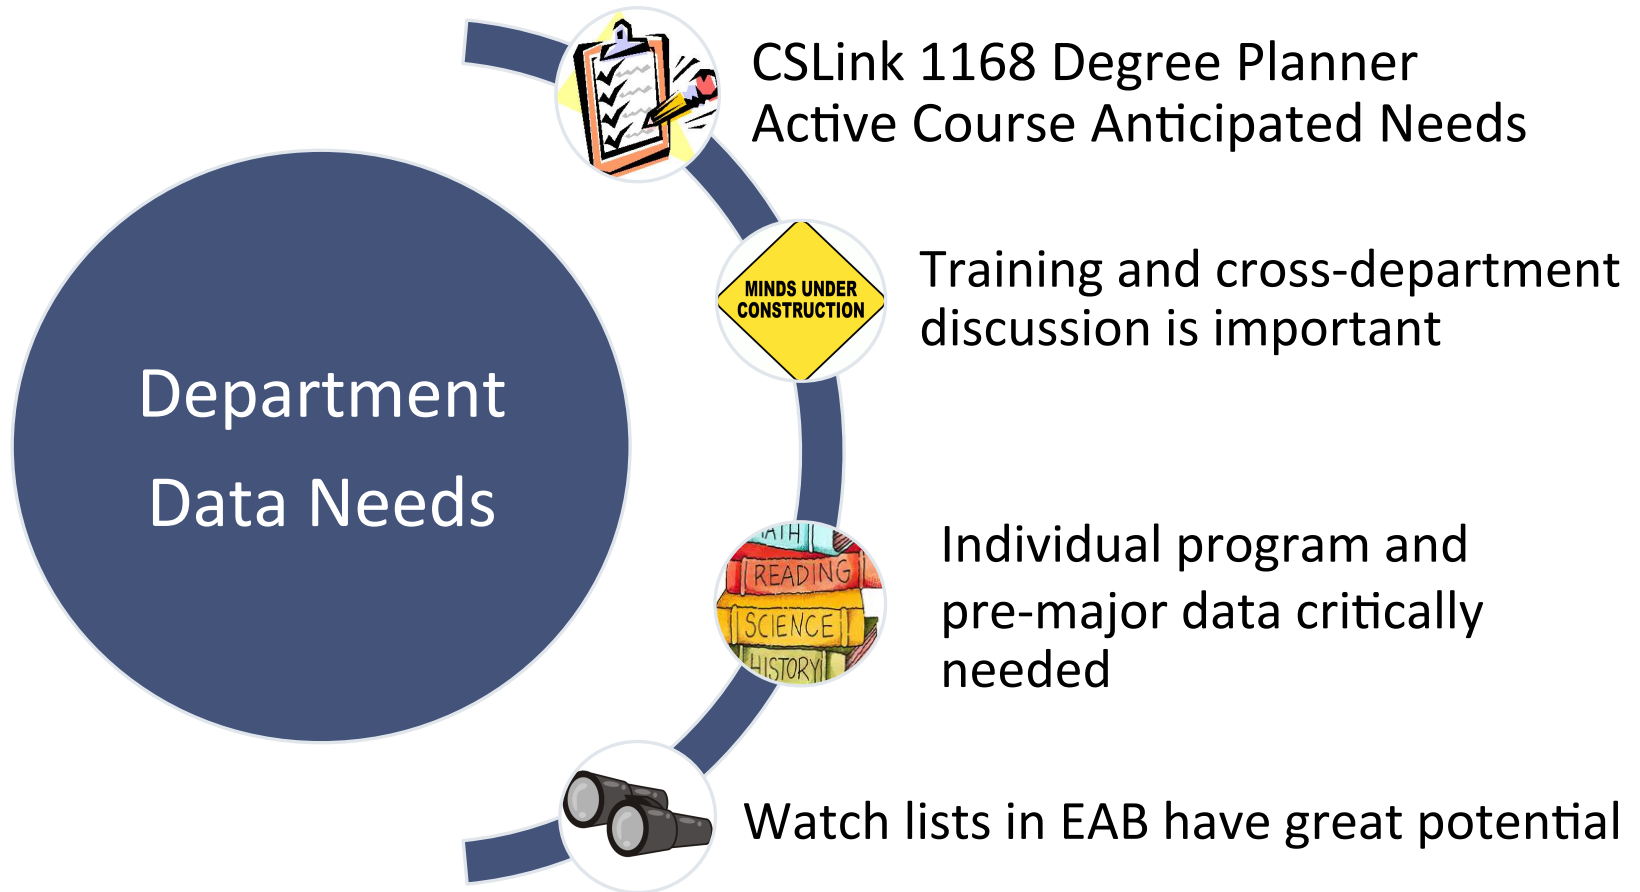 CSLink 1168 Degree Planner
Active Course Anticipated Needs
MINDS UNDER
CONSTRUCTION
Training and cross-department
discussion is important
Department
Data Needs
MATH
READING
SCIENCE
HISTORY
Individual program and
pre-major data critically
needed
Watch lists in EAB have great potential